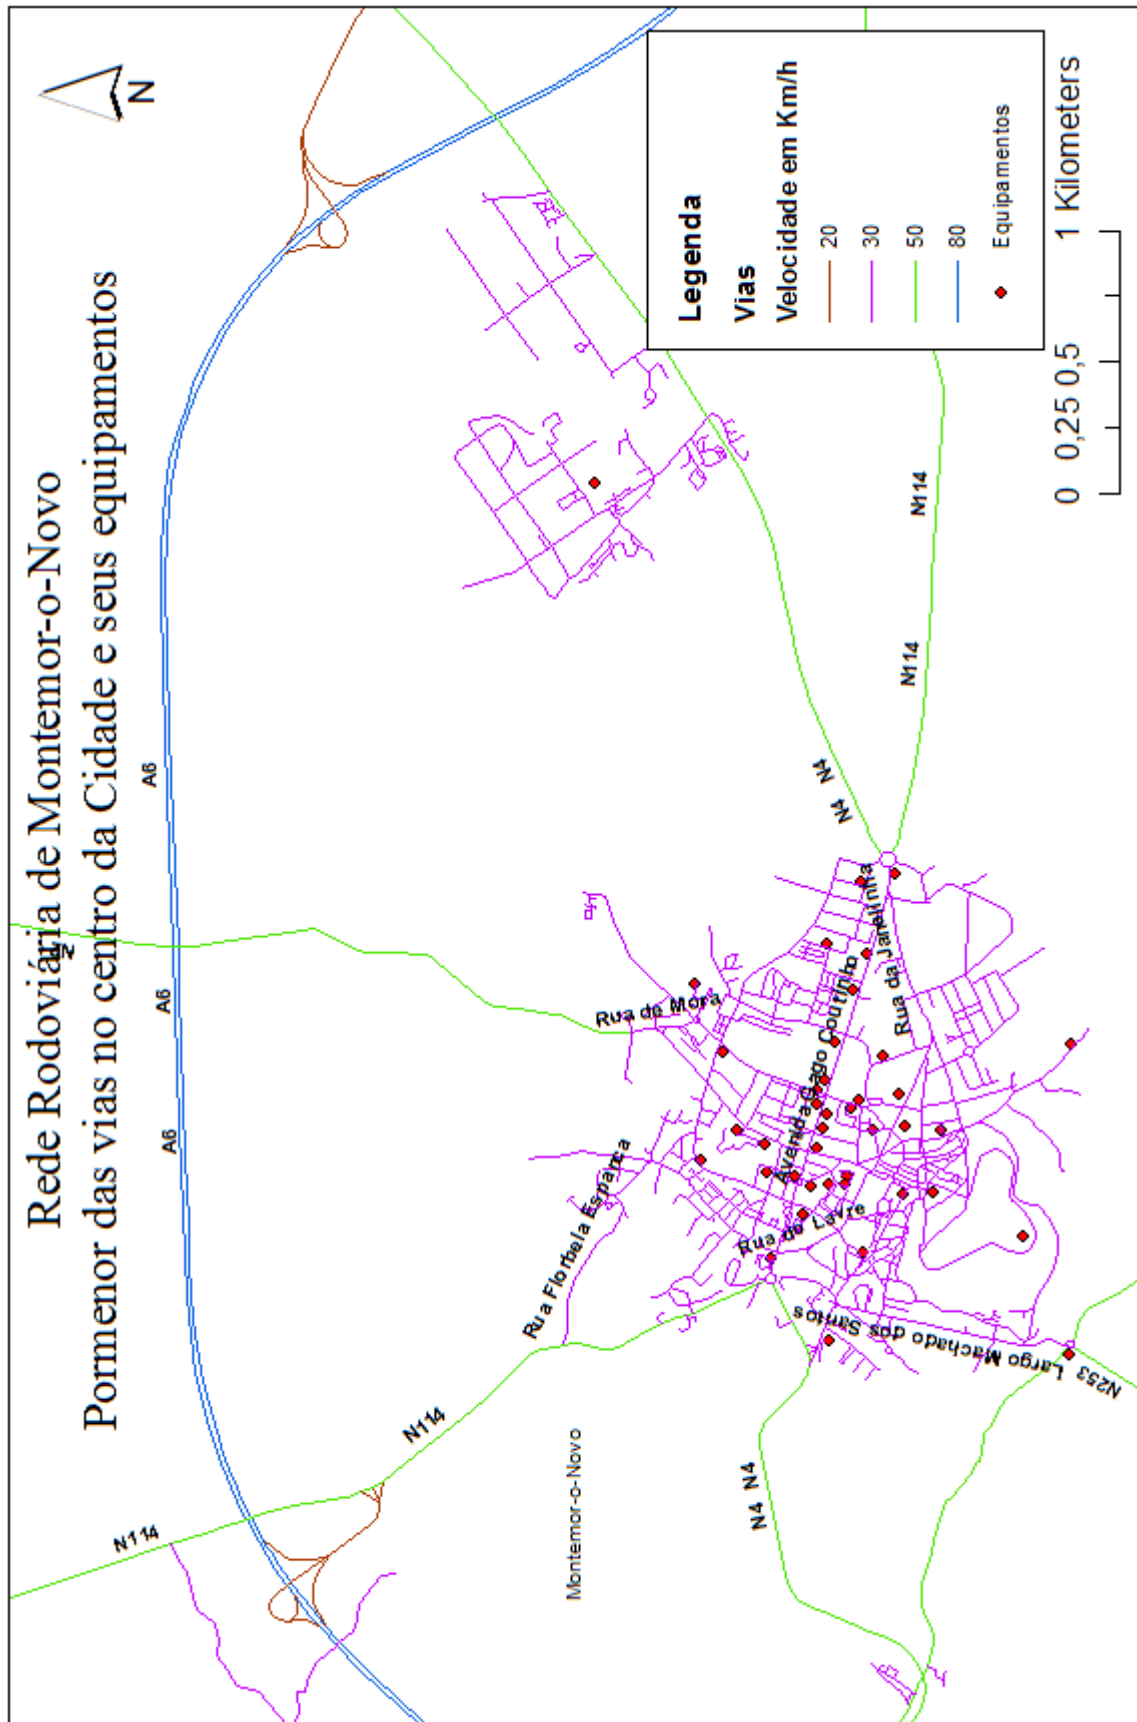 Rede Rodoviária de Montemor-o-Novo
Pormenor das vias no centro da Cidade e seus equipamentos
N
A6
A6
A6
N114
N114
Rua Florbela Espanca
Rua de Mora
Montemor-o-Novo
N4 N4
N4 N4
Rua de Lavre
Avenida Gago Coutinho
Rua da Janelinha
N114
N114
N253 Largo Machado dos Santos
Legenda
Vias
Velocidade em Km/h
20
30
50
80
Equipamentos
0 0,25 0,5 1 Kilometers